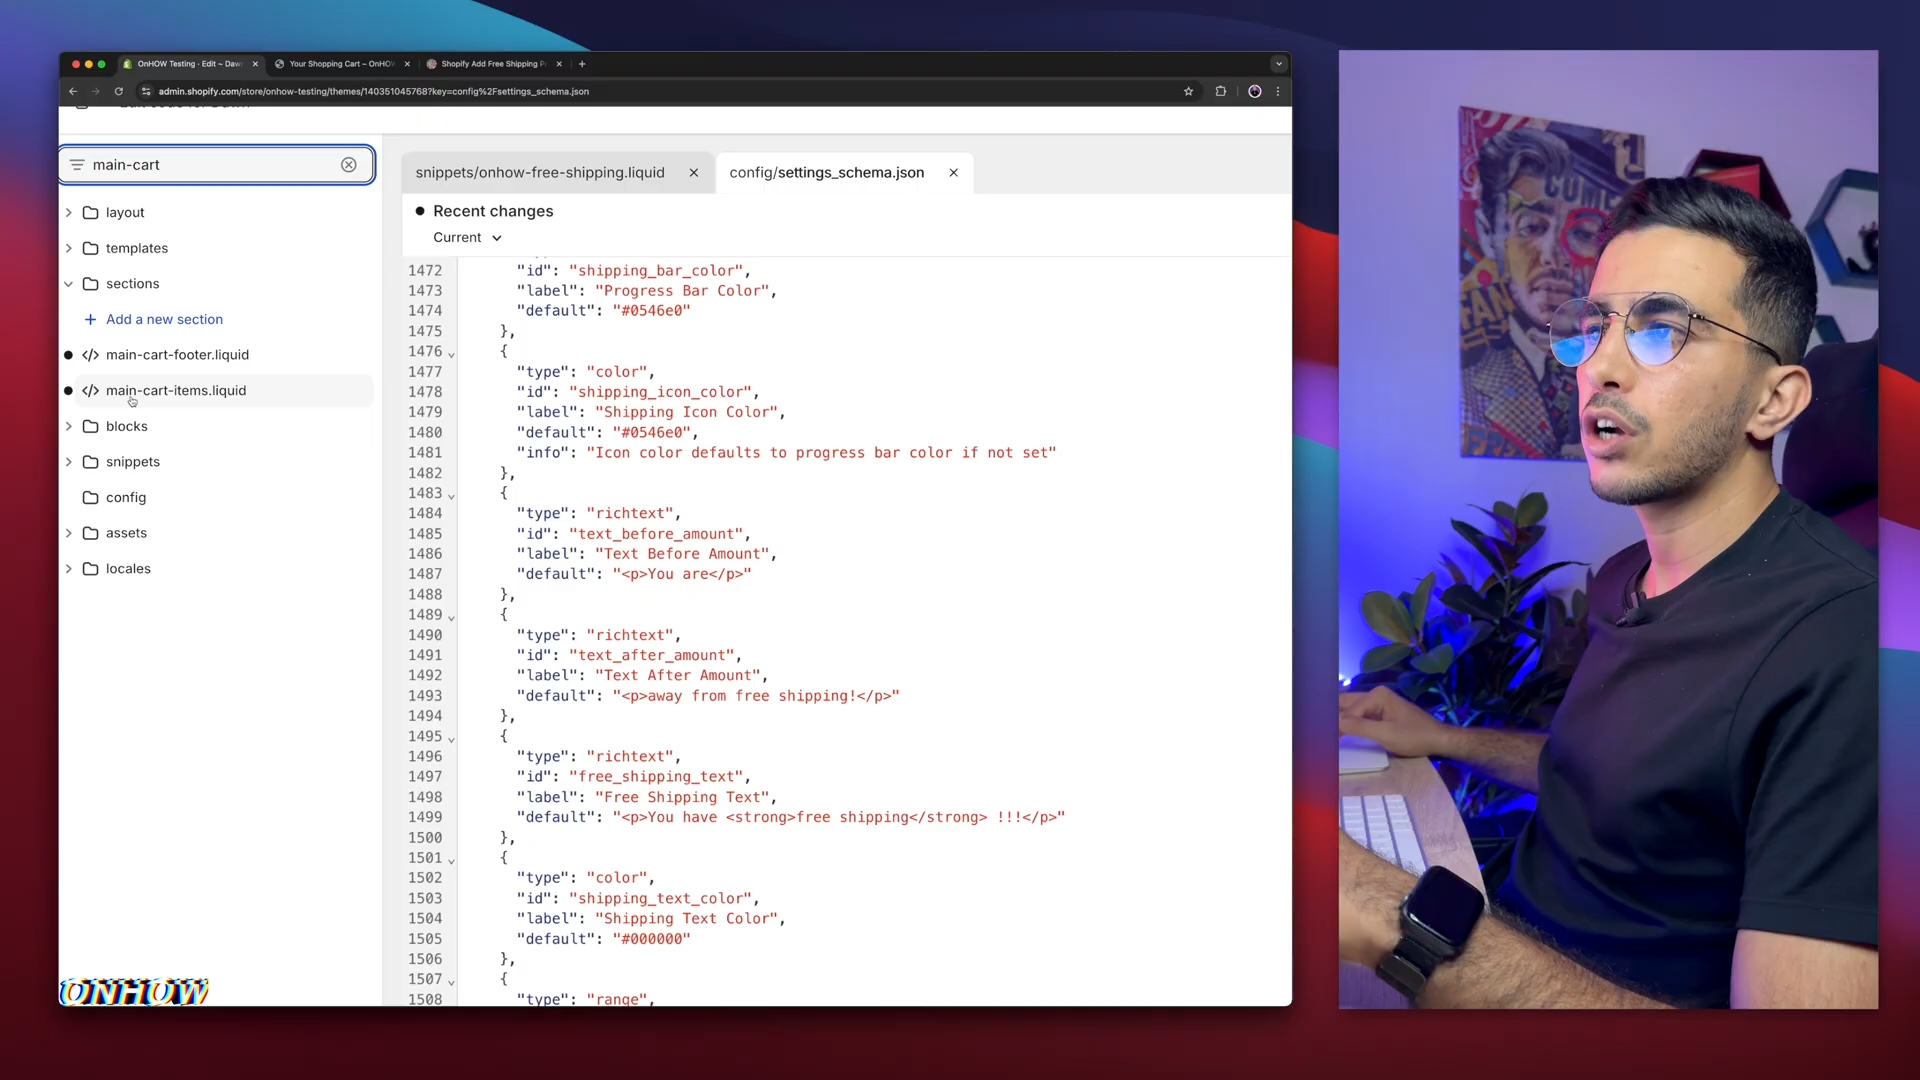 OnHOW Testing · Edit ~ Daw
Your Shopping Cart – OnHOW
Shopify Add Free Shipping P
admin.shopify.com/store/onhow-testing/themes/140351045768?key=config%2Fsettings_schema.json
main-cart
layout
templates
sections
Add a new section
main-cart-footer.liquid
main-cart-items.liquid
blocks
snippets
config
assets
locales
snippets/onhow-free-shipping.liquid
config/settings_schema.json
Recent changes
Current
1472 "id": "shipping_bar_color",
1473 "label": "Progress Bar Color",
1474 "default": "#0546e0"
1475 },
1476 {
1477 "type": "color",
1478 "id": "shipping_icon_color",
1479 "label": "Shipping Icon Color",
1480 "default": "#0546e0",
1481 "info": "Icon color defaults to progress bar color if not set"
1482 },
1483 {
1484 "type": "richtext",
1485 "id": "text_before_amount",
1486 "label": "Text Before Amount",
1487 "default": "<p>You are</p>"
1488 },
1489 {
1490 "type": "richtext",
1491 "id": "text_after_amount",
1492 "label": "Text After Amount",
1493 "default": "<p>away from free shipping!</p>"
1494 },
1495 {
1496 "type": "richtext",
1497 "id": "free_shipping_text",
1498 "label": "Free Shipping Text",
1499 "default": "<p>You have <strong>free shipping</strong> !!!</p>"
1500 },
1501 {
1502 "type": "color",
1503 "id": "shipping_text_color",
1504 "label": "Shipping Text Color",
1505 "default": "#000000"
1506 },
1507 {
1508 "type": "range",
ONHOW